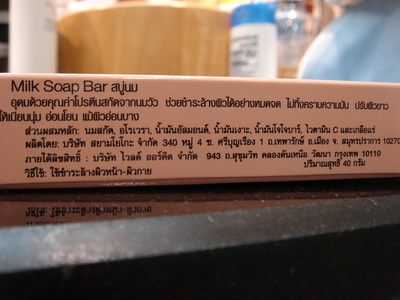 Milk Soap Bar สบู่นม
อุดมด้วยคุณค่าโปรตีนสกัดจากนมวัว ช่วยชำระล้างผิวได้อย่างหมดจด ไม่ทิ้งคราบความมัน ปรับผิวขาว
ให้เนียนนุ่ม อ่อนโยน แม้ผิวอ่อนบาง
ส่วนผสมหลัก: นมสกัด, อโรเวรา, น้ำมันอัลมอนด์, น้ำมันเงาะ, น้ำมันโจโจบาร์, ไวตามิน C และเกลือแร่
ผลิตโดย: บริษัท สยามโยโกะ จำกัด 340 หมู่ 4 ซ. ศรีบุญเรือง 1 ถ.เทพารักษ์ อ.เมือง จ. สมุทรปราการ 10270
ภายใต้ลิขสิทธิ์ : บริษัท ไวลด์ ออร์คิด จำกัด 943 ถ.สุขุมวิท คลองตันเหนือ วัฒนา กรุงเทพ 10110
วิธีใช้: ใช้ชำระล้างผิวหน้า-ผิวกาย ปริมาณสุทธิ 40 กรัม